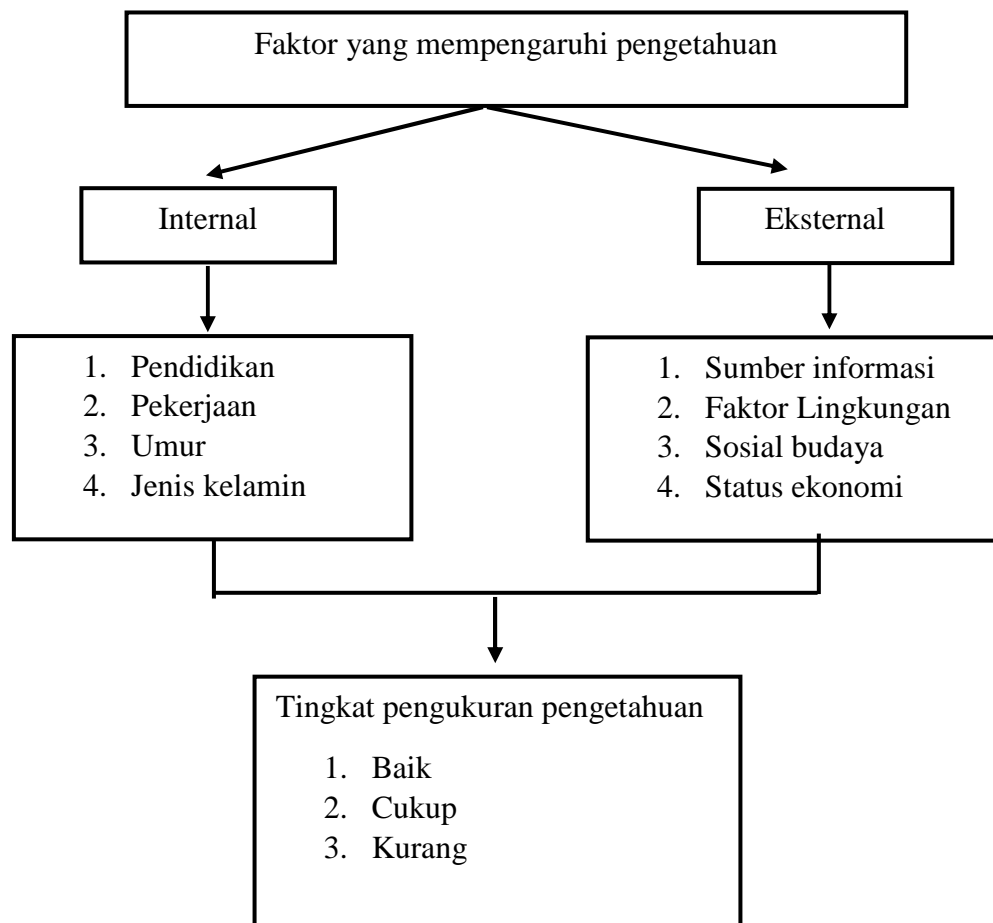 Faktor yang mempengaruhi pengetahuan
Internal
Eksternal
1. Pendidikan
2. Pekerjaan
3. Umur
4. Jenis kelamin
1. Sumber informasi
2. Faktor Lingkungan
3. Sosial budaya
4. Status ekonomi
Tingkat pengukuran pengetahuan
1. Baik
2. Cukup
3. Kurang